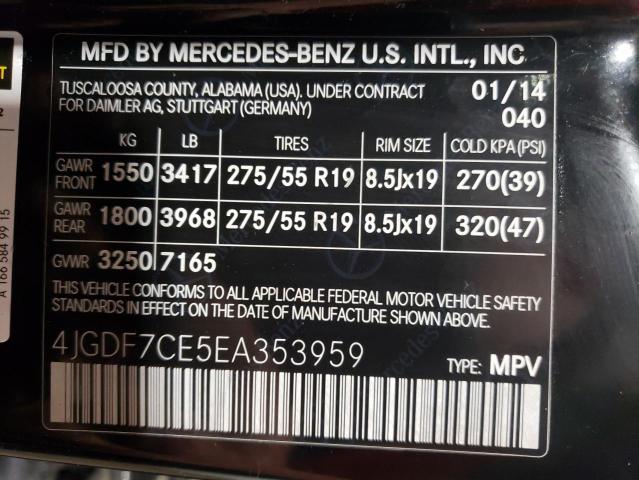 MFD BY MERCEDES-BENZ U.S. INTL., INC
TUSCALOOSA COUNTY, ALABAMA (USA). UNDER CONTRACT
FOR DAIMLER AG, STUTTGART (GERMANY)
01/14
040
KG LB TIRES RIM SIZE COLD KPA(PSI)
GAWR FRONT 1550 3417 275/55 R19 8.5Jx19 270(39)
GAWR REAR 1800 3968 275/55 R19 8.5Jx19 320(47)
GVWR 3250 7165
THIS VEHICLE CONFORMS TO ALL APPLICABLE FEDERAL MOTOR VEHICLE SAFETY
STANDARDS IN EFFECT ON THE DATE OF MANUFACTURE SHOWN ABOVE.
4JGDF7CE5EA353959
TYPE: MPV
A 166 584 99 15